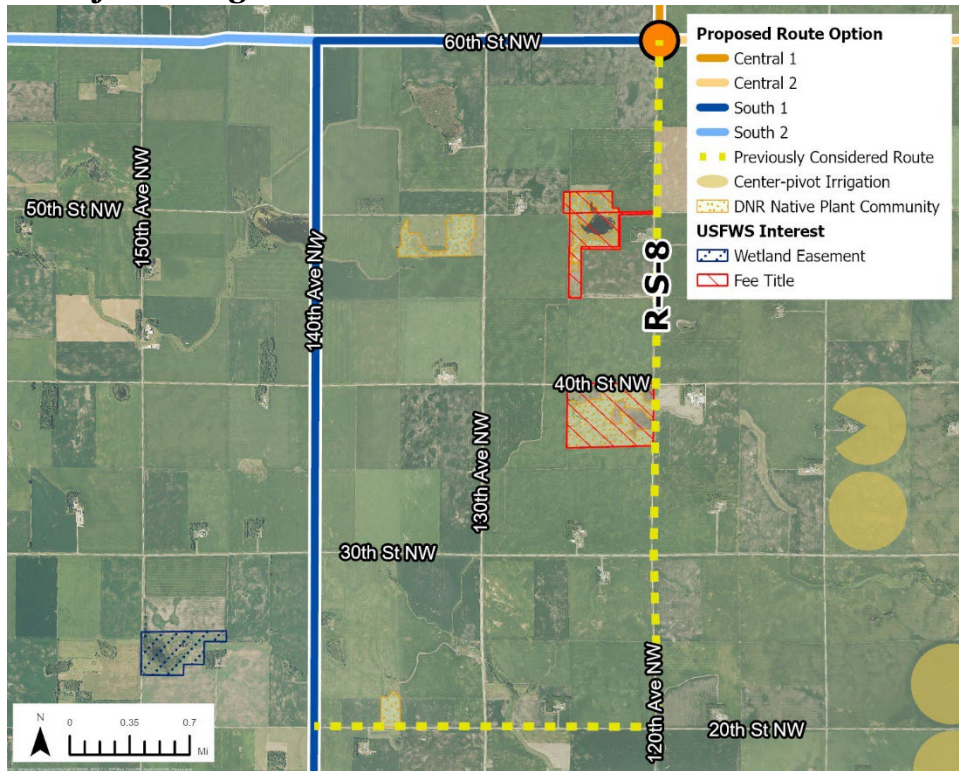 60th St NW
Proposed Route Option
Central 1
Central 2
South 1
South 2
Previously Considered Route
Center-pivot Irrigation
DNR Native Plant Community
USFWS Interest
Wetland Easement
Fee Title
50th St NW
150th Ave NW
140th Ave NW
R-S-8
40th St NW
130th Ave NW
30th St NW
120th Ave NW
20th St NW
N
0 0.35 0.7
Mi